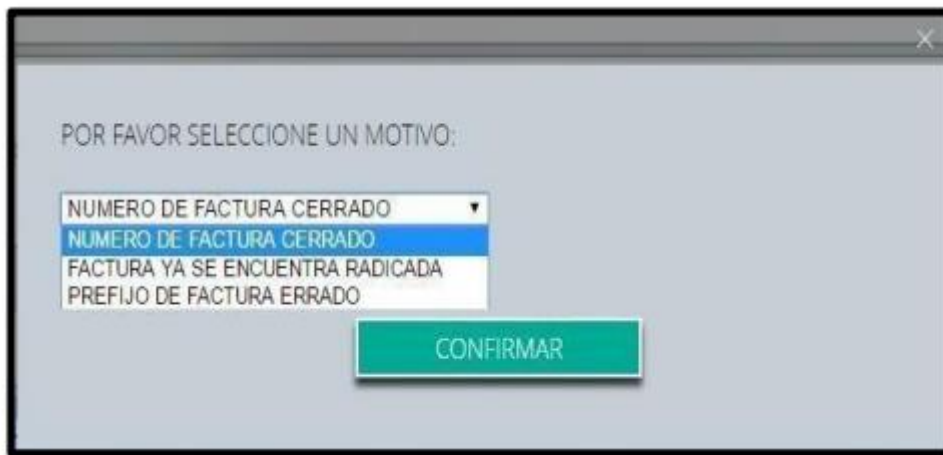 POR FAVOR SELECCIONE UN MOTIVO:
NUMERO DE FACTURA CERRADO
NUMERO DE FACTURA CERRADO
FACTURA YA SE ENCUENTRA RADICADA
PREFIJO DE FACTURA ERRADO
CONFIRMAR